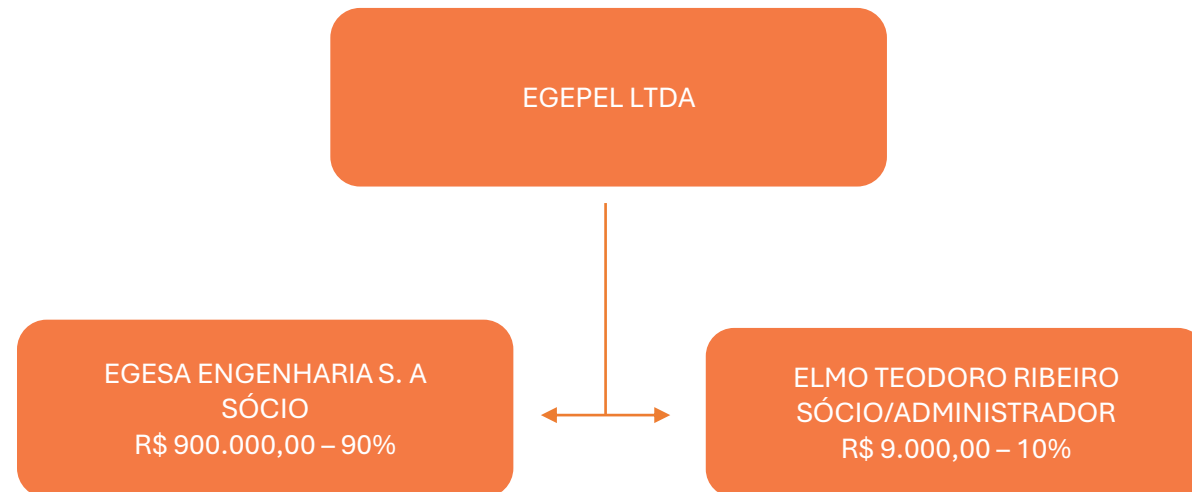 EGEPEL LTDA
EGESA ENGENHARIA S. A
SÓCIO
R$ 900.000,00 – 90%
ELMO TEODORO RIBEIRO
SÓCIO/ADMINISTRADOR
R$ 9.000,00 – 10%